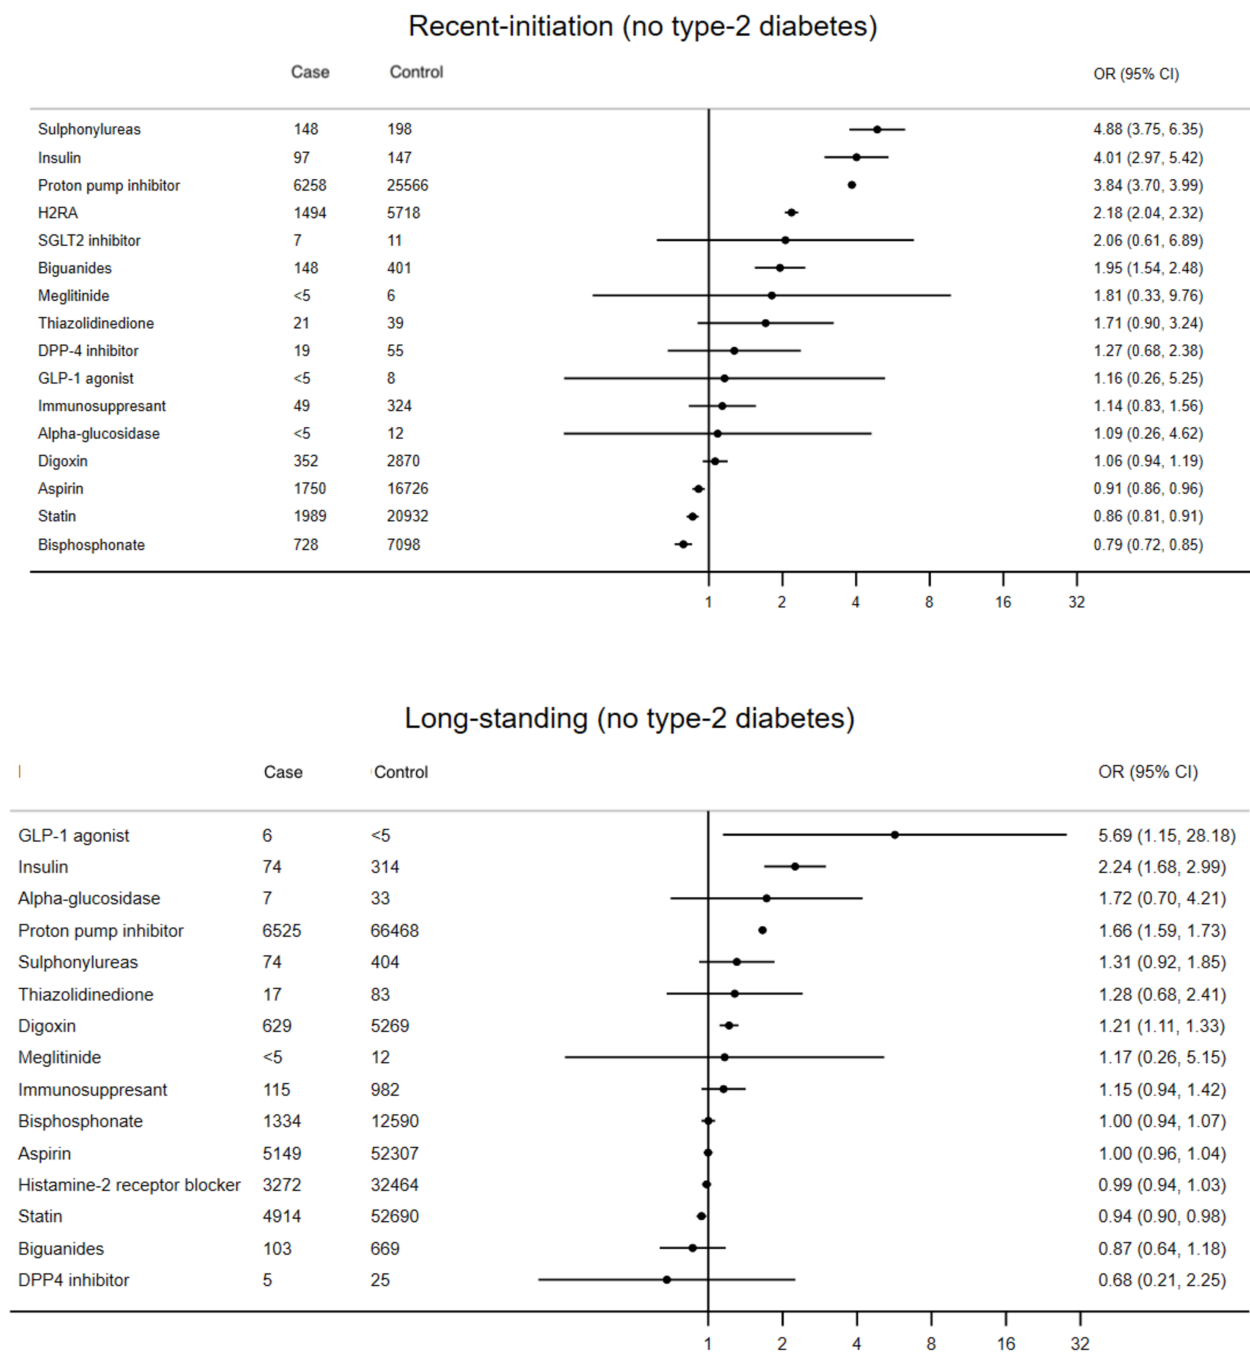 Recent-initiation (no type-2 diabetes)
Case Control OR (95% CI)
Sulphonylureas 148 198 4.88 (3.75, 6.35)
Insulin 97 147 4.01 (2.97, 5.42)
Proton pump inhibitor 6258 25566 3.84 (3.70, 3.99)
H2RA 1494 5718 2.18 (2.04, 2.32)
SGLT2 inhibitor 7 11 2.06 (0.61, 6.89)
Biguanides 148 401 1.95 (1.54, 2.48)
Meglitinide <5 6 1.81 (0.33, 9.76)
Thiazolidinedione 21 39 1.71 (0.90, 3.24)
DPP-4 inhibitor 19 55 1.27 (0.68, 2.38)
GLP-1 agonist <5 8 1.16 (0.26, 5.25)
Immunosuppresant 49 324 1.14 (0.83, 1.56)
Alpha-glucosidase <5 12 1.09 (0.26, 4.62)
Digoxin 352 2870 1.06 (0.94, 1.19)
Aspirin 1750 16726 0.91 (0.86, 0.96)
Statin 1989 20932 0.86 (0.81, 0.91)
Bisphosphonate 728 7098 0.79 (0.72, 0.85)
1 2 4 8 16 32
Long-standing (no type-2 diabetes)
Case Control OR (95% CI)
GLP-1 agonist 6 <5 5.69 (1.15, 28.18)
Insulin 74 314 2.24 (1.68, 2.99)
Alpha-glucosidase 7 33 1.72 (0.70, 4.21)
Proton pump inhibitor 6525 66468 1.66 (1.59, 1.73)
Sulphonylureas 74 404 1.31 (0.92, 1.85)
Thiazolidinedione 17 83 1.28 (0.68, 2.41)
Digoxin 629 5269 1.21 (1.11, 1.33)
Meglitinide <5 12 1.17 (0.26, 5.15)
Immunosuppresant 115 982 1.15 (0.94, 1.42)
Bisphosphonate 1334 12590 1.00 (0.94, 1.07)
Aspirin 5149 52307 1.00 (0.96, 1.04)
Histamine-2 receptor blocker 3272 32464 0.99 (0.94, 1.03)
Statin 4914 52690 0.94 (0.90, 0.98)
Biguanides 103 669 0.87 (0.64, 1.18)
DPP4 inhibitor 5 25 0.68 (0.21, 2.25)
1 2 4 8 16 32